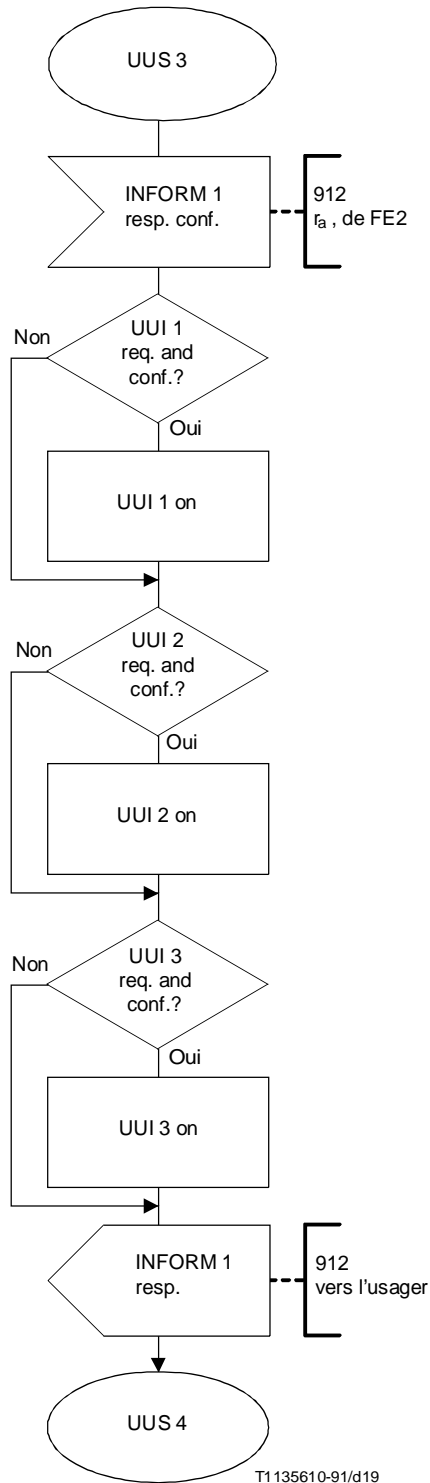 UUS 3
INFORM 1
resp. conf.
912
ra , de FE2
UUI 1
req. and
conf.?
Non
Oui
UUI 1 on
UUI 2
req. and
conf.?
Non
Oui
UUI 2 on
UUI 3
req. and
conf.?
Non
Oui
UUI 3 on
INFORM 1
resp.
912
vers l'usager
UUS 4
T1135610-91/d19